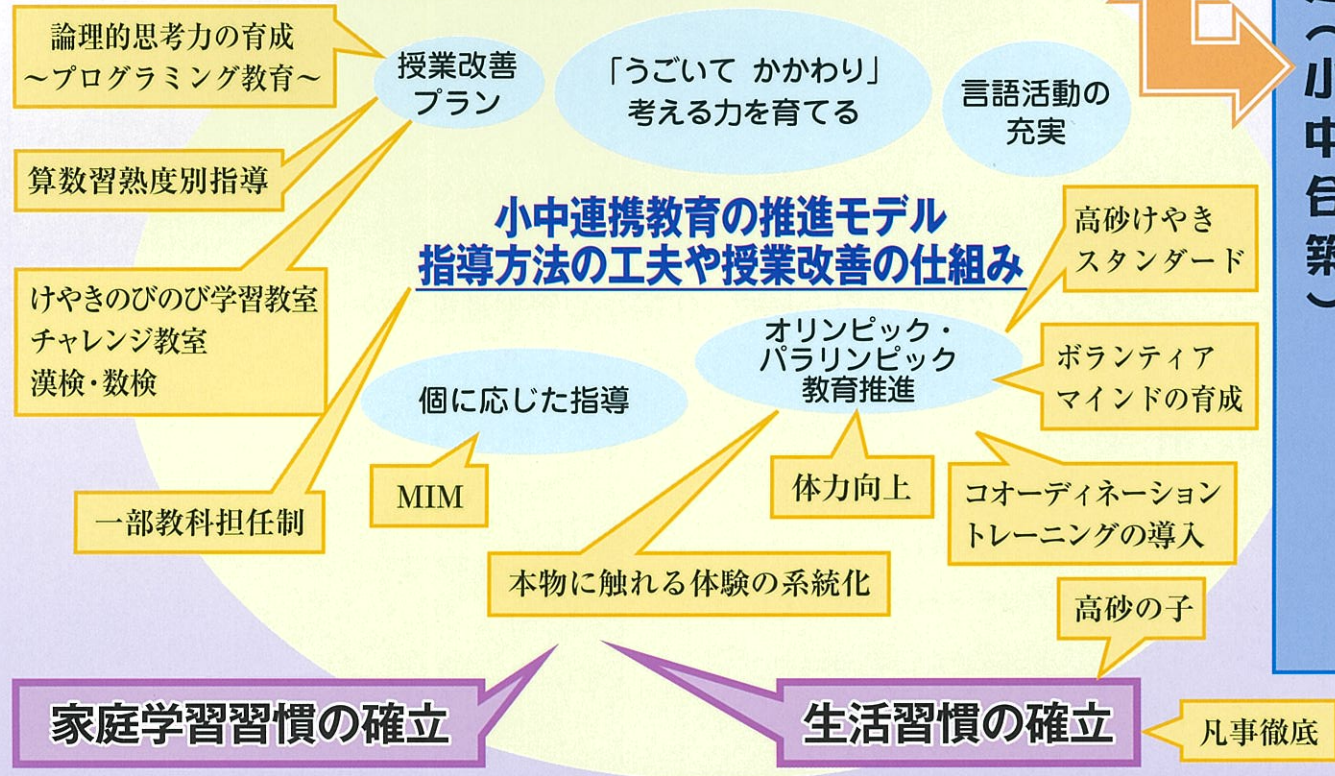 論理的思考力の育成
～プログラミング教育～
授業改善
プラン
「うごいて かかわり」
考える力を育てる
言語活動の
充実
算数習熟度別指導
小中連携教育の推進モデル
指導方法の工夫や授業改善の仕組み
高砂けやき
スタンダード
けやきのびのび学習教室
チャレンジ教室
漢検・数検
オリンピック・
パラリンピック
教育推進
ボランティア
マインドの育成
個に応じた指導
MIM
体力向上
コオーディネーション
トレーニングの導入
一部教科担任制
本物に触れる体験の系統化
高砂の子
家庭学習習慣の確立
生活習慣の確立
凡事徹底